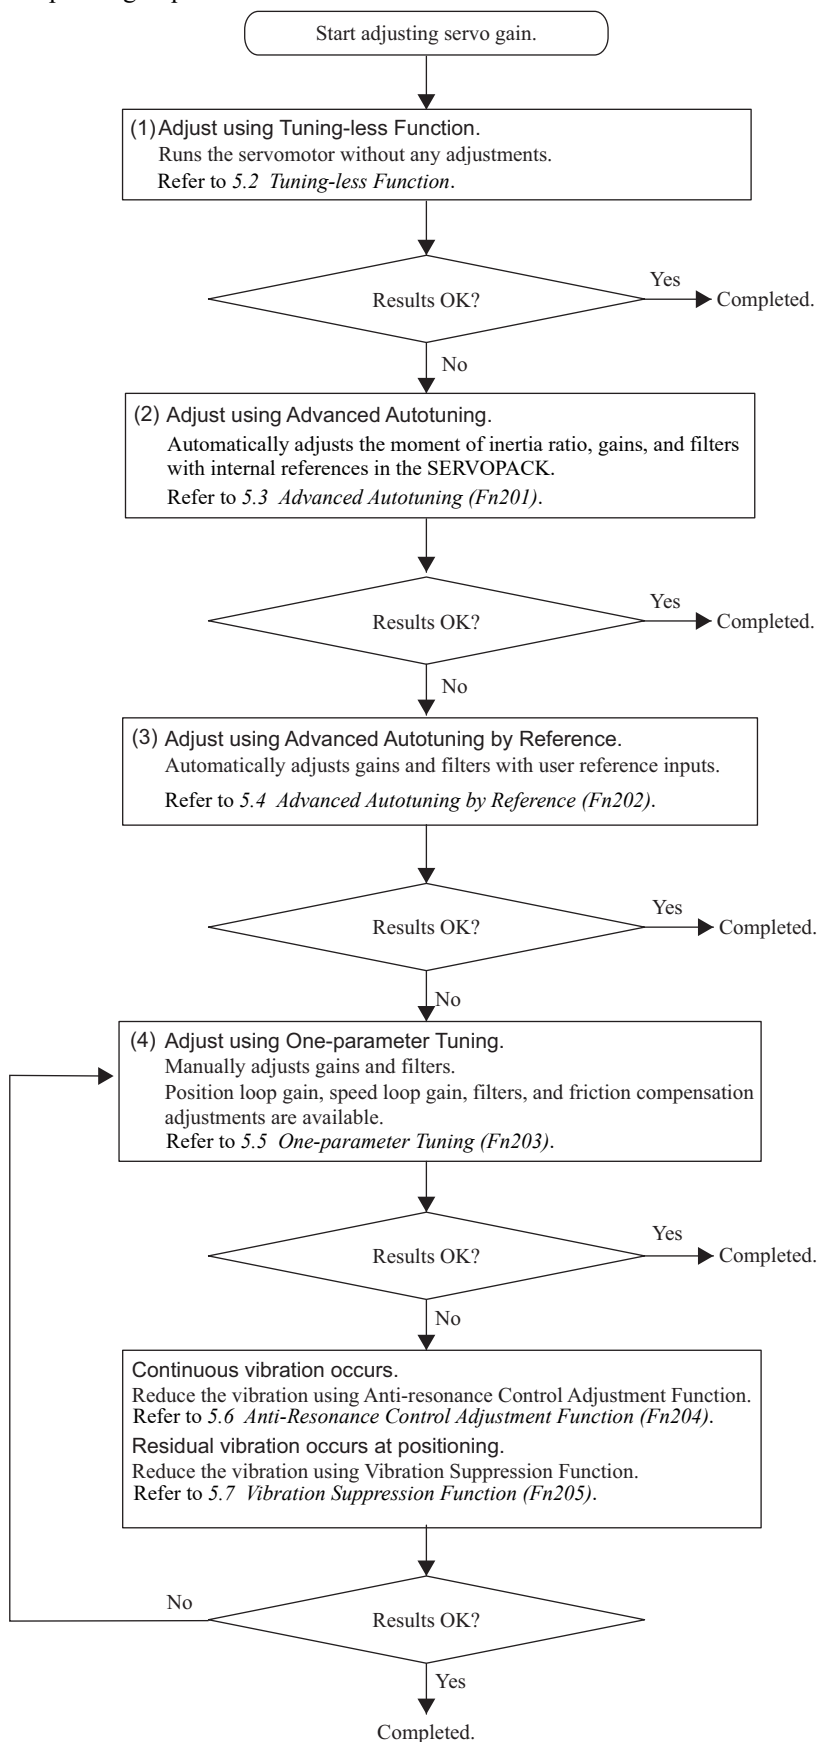 Start adjusting servo gain.
(1) Adjust using Tuning-less Function.
Runs the servomotor without any adjustments.
Refer to 5.2 Tuning-less Function.
Results OK?
Yes
Completed.
No
(2) Adjust using Advanced Autotuning.
Automatically adjusts the moment of inertia ratio, gains, and filters
with internal references in the SERVOPACK.
Refer to 5.3 Advanced Autotuning (Fn201).
Results OK?
Yes
Completed.
No
(3) Adjust using Advanced Autotuning by Reference.
Automatically adjusts gains and filters with user reference inputs.
Refer to 5.4 Advanced Autotuning by Reference (Fn202).
Results OK?
Yes
Completed.
No
(4) Adjust using One-parameter Tuning.
Manually adjusts gains and filters.
Position loop gain, speed loop gain, filters, and friction compensation
adjustments are available.
Refer to 5.5 One-parameter Tuning (Fn203).
Results OK?
Yes
Completed.
No
Continuous vibration occurs.
Reduce the vibration using Anti-resonance Control Adjustment Function.
Refer to 5.6 Anti-Resonance Control Adjustment Function (Fn204).
Residual vibration occurs at positioning.
Reduce the vibration using Vibration Suppression Function.
Refer to 5.7 Vibration Suppression Function (Fn205).
No
Results OK?
Yes
Completed.